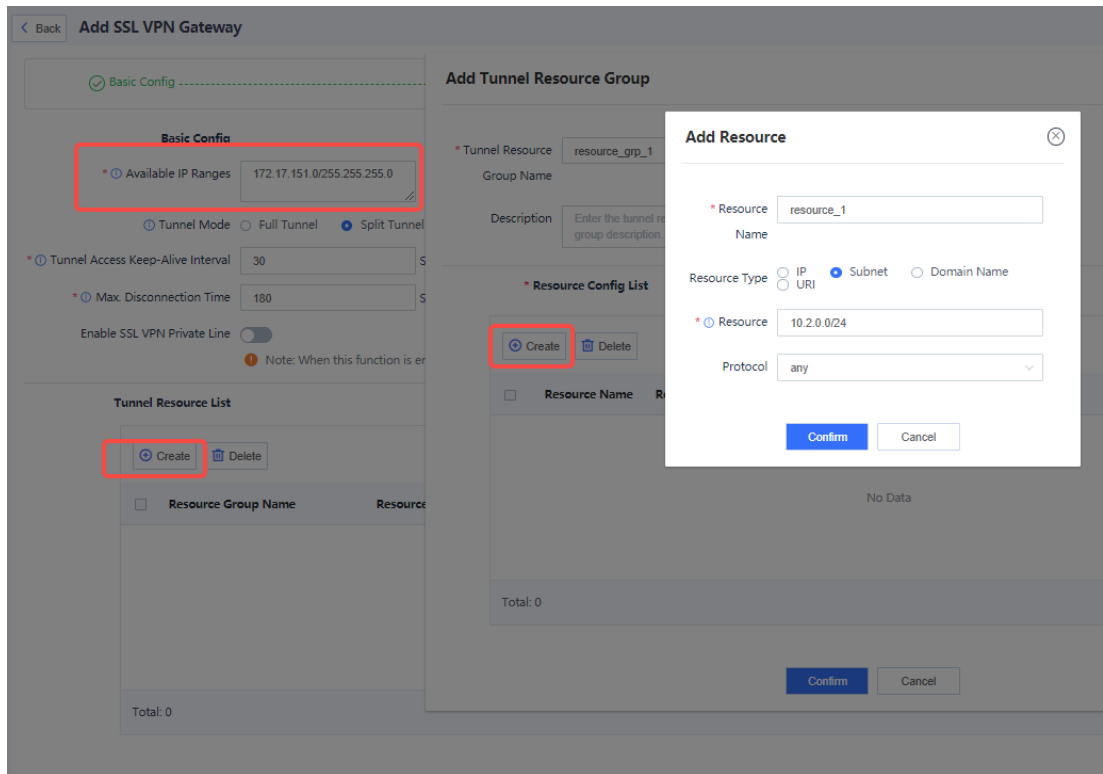 Back
Add SSL VPN Gateway
Basic Config
Basic Config
* Available IP Ranges
172.17.151.0/255.255.255.0
Tunnel Mode
Full Tunnel
Split Tunnel
* Tunnel Access Keep-Alive Interval
30
S
* Max. Disconnection Time
180
S
Enable SSL VPN Private Line
Note: When this function is er
Tunnel Resource List
Create
Delete
Resource Group Name
Resource
Total: 0
Add Tunnel Resource Group
* Tunnel Resource
Group Name
resource_grp_1
Description
Enter the tunnel re
group description.
* Resource Config List
Create
Delete
Resource Name
Re
No Data
Total: 0
Confirm
Cancel
Add Resource
* Resource
Name
resource_1
Resource Type
IP
Subnet
Domain Name
URI
* Resource
10.2.0.0/24
Protocol
any
Confirm
Cancel